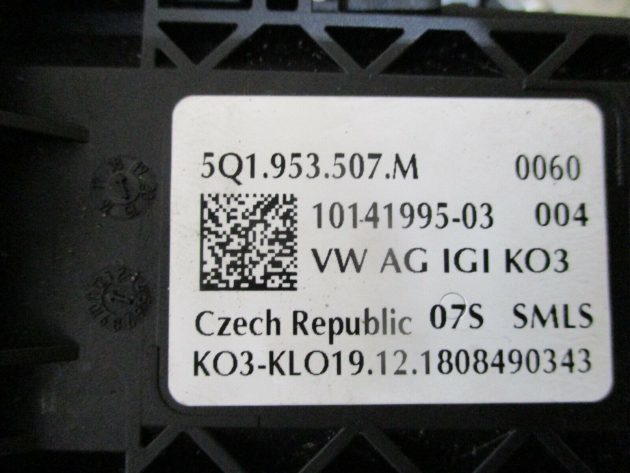 5Q1.953.507.M 0060
10141995-03 004
VW AG IGI KO3
Czech Republic 07S SMLS
KO3-KLO19.12.1808490343